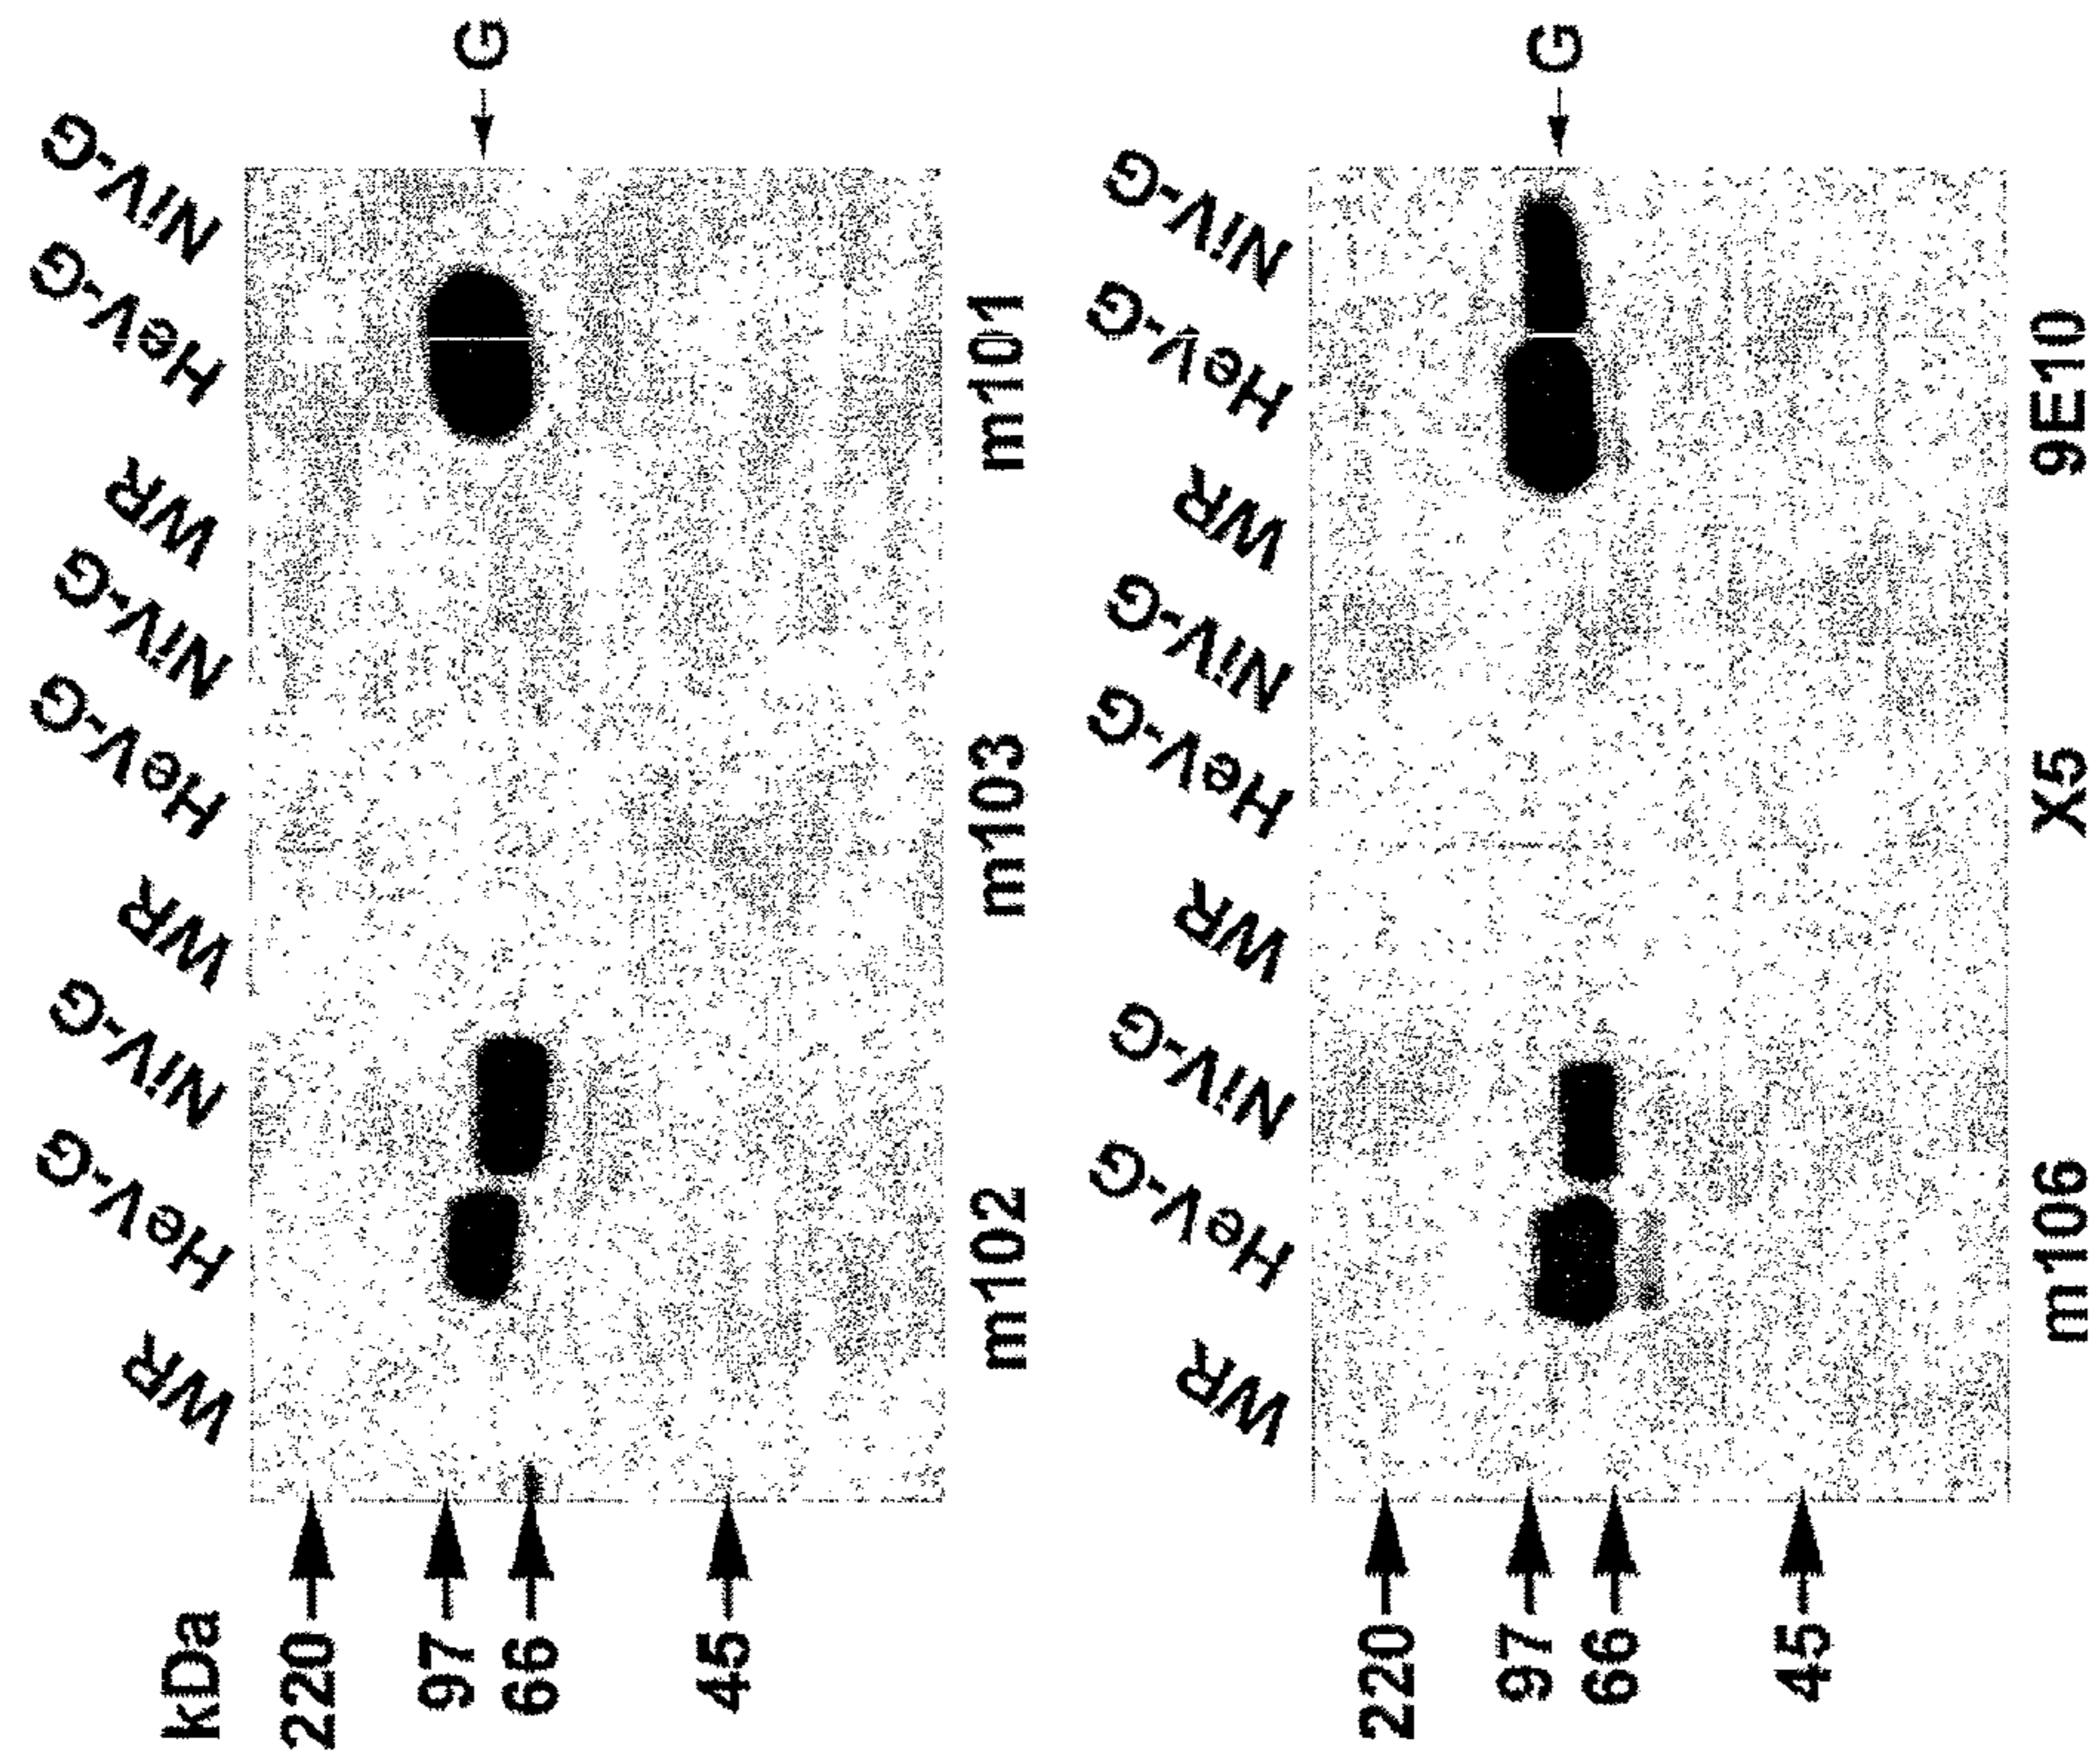 kDa
WR HeV-G NiV-G WR HeV-G NiV-G WR HeV-G NiV-G
220
97
G
66
45
m102 m103 m101
WR HeV-G NiV-G WR HeV-G NiV-G WR HeV-G NiV-G
220
97
G
66
45
m106 X5 9E10